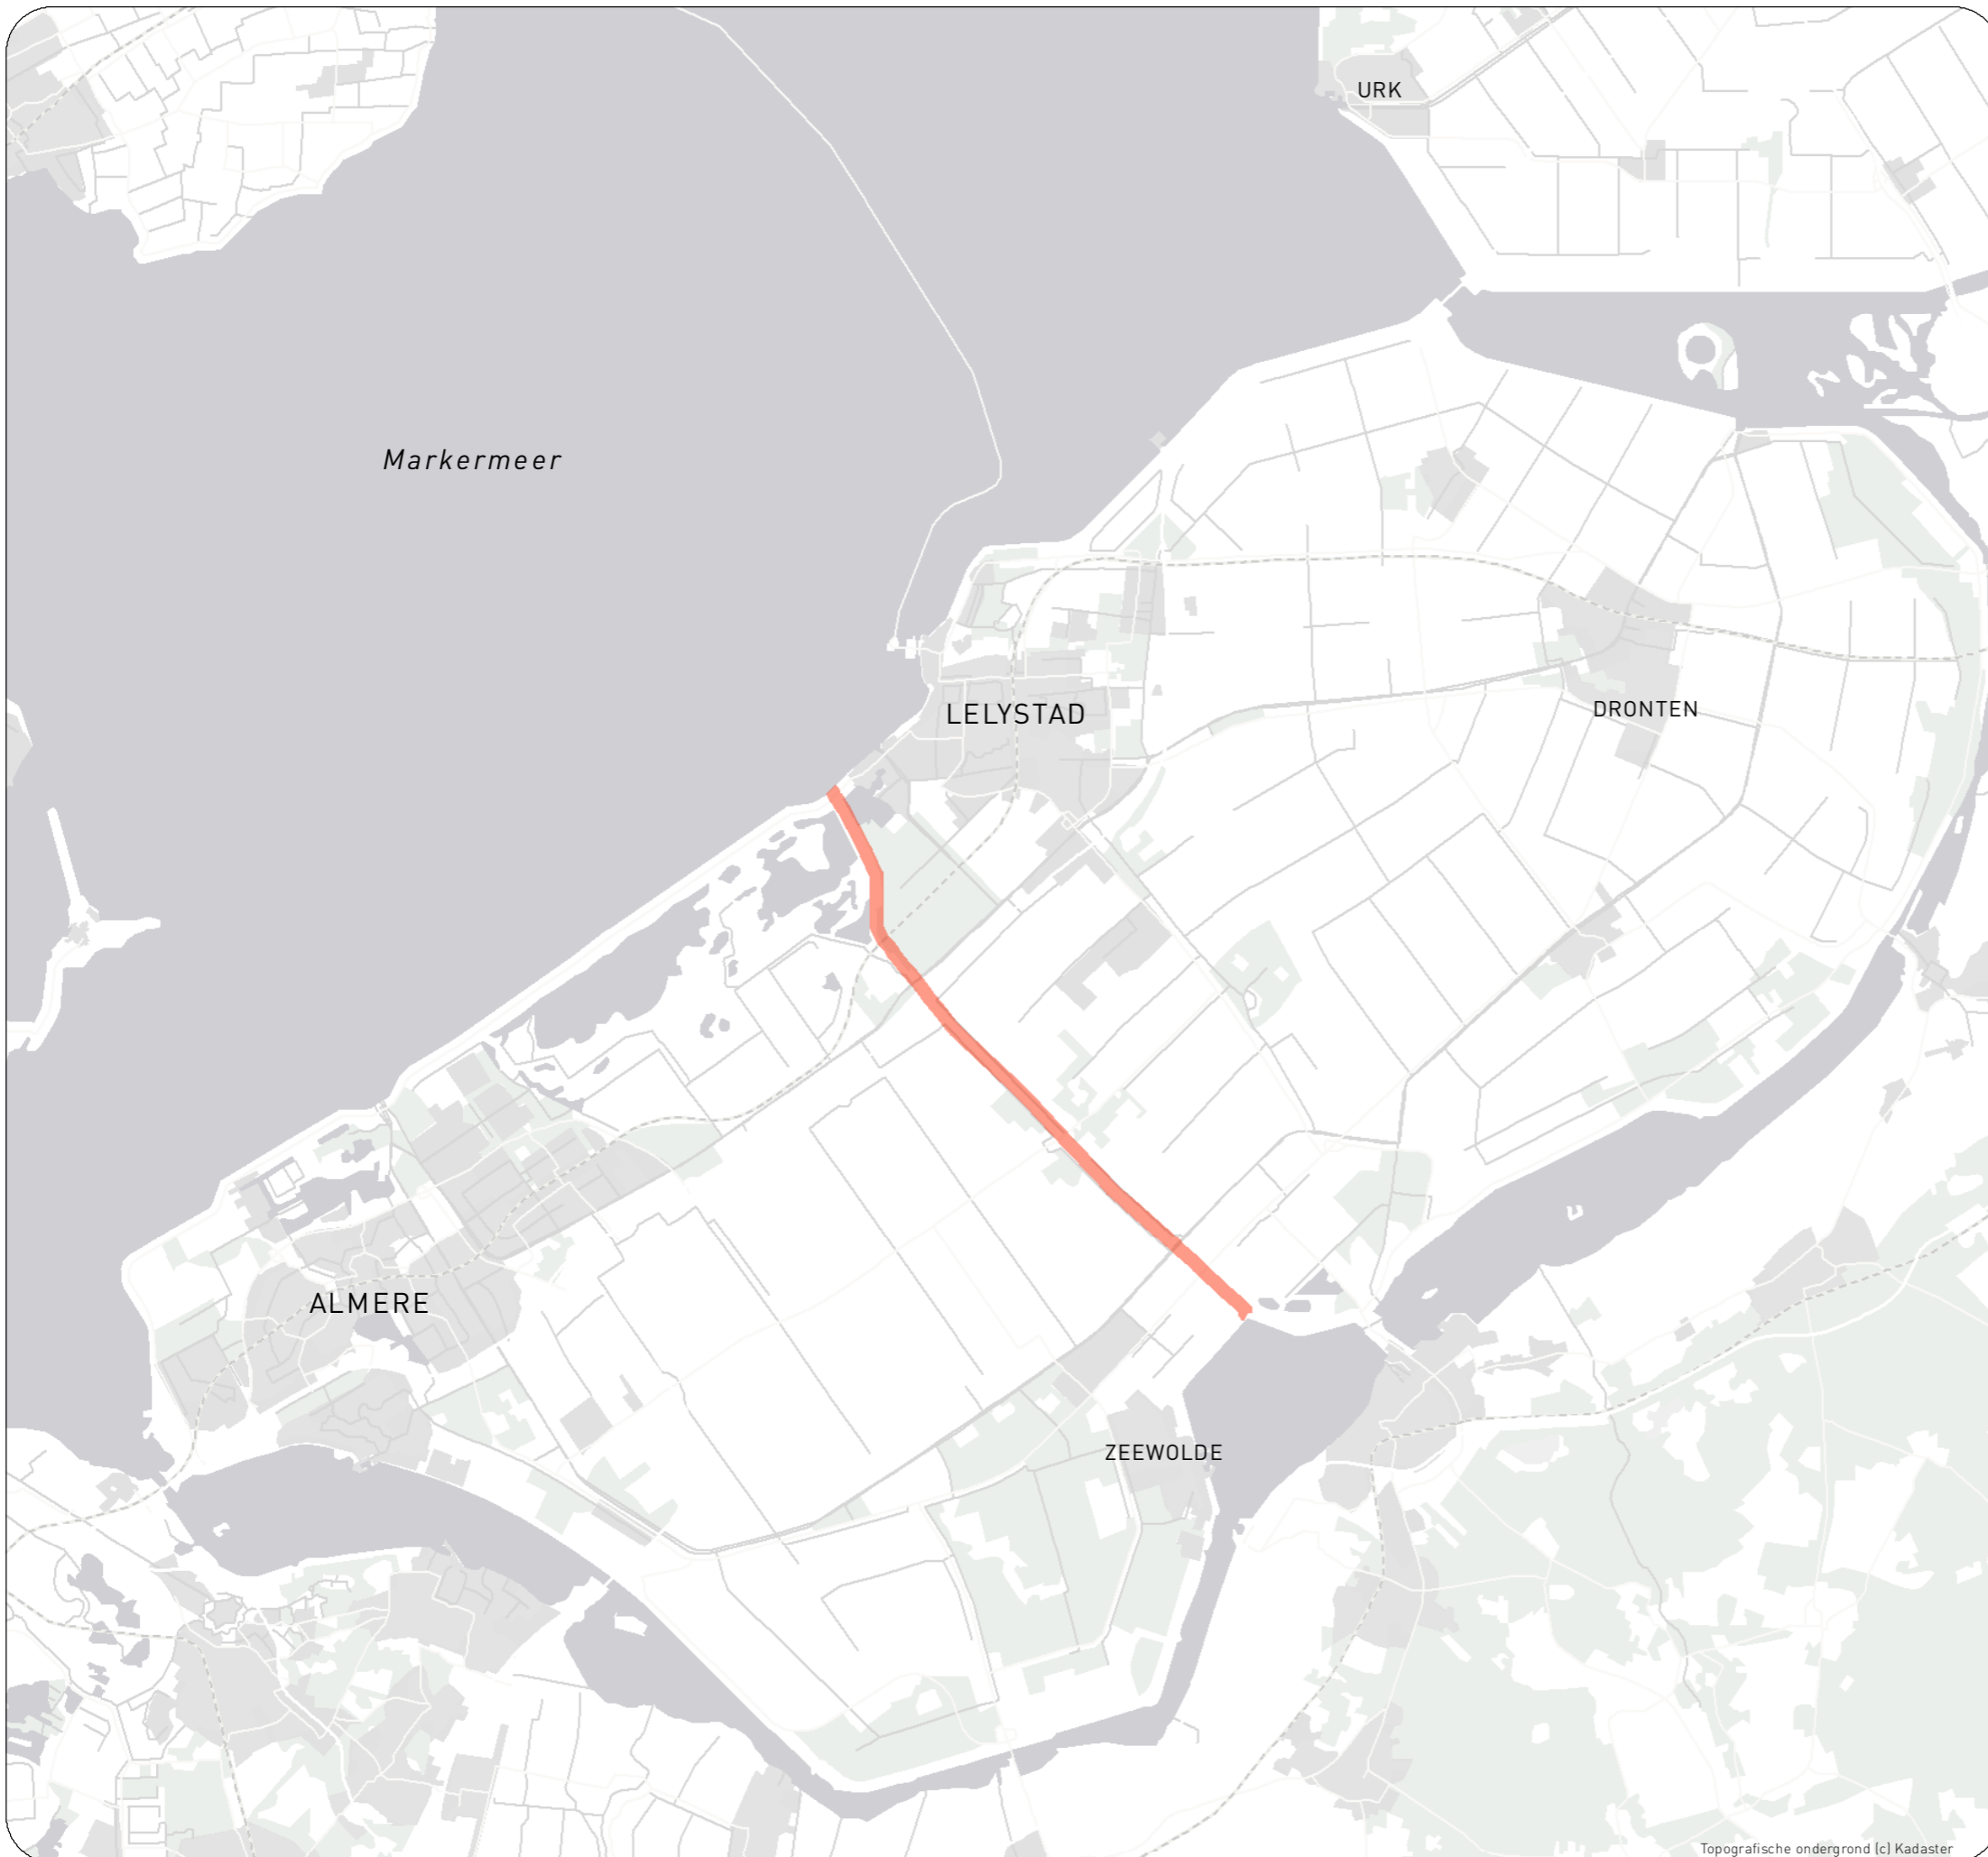 URK
Markermeer
LELYSTAD
DRONTEN
ALMERE
ZEEWOLDE
Topografische ondergrond (c) Kadaster